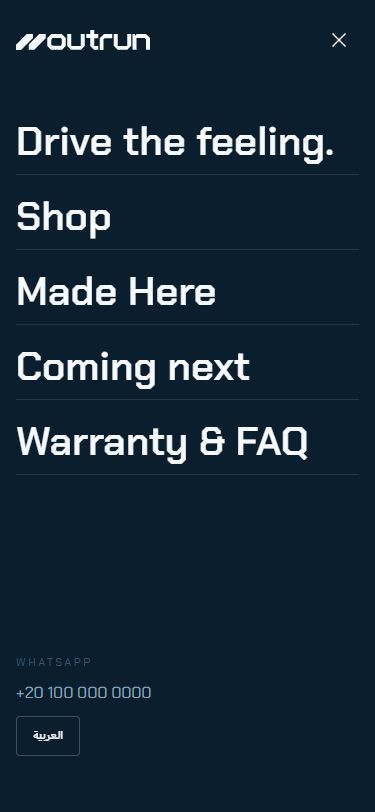 outrun
Drive the feeling.
Shop
Made Here
Coming next
Warranty & FAQ
WHATSAPP
+20 100 000 0000
العربية